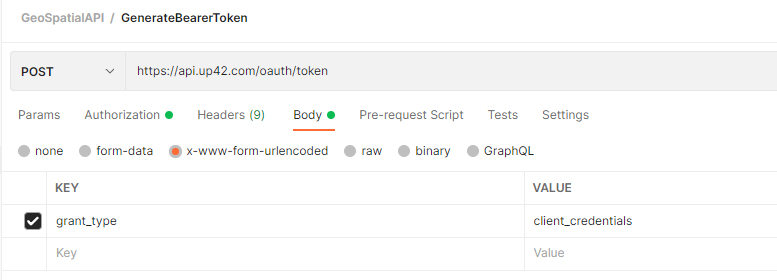 GeoSpatialAPI / GenerateBearerToken
POST https://api.up42.com/oauth/token
Params Authorization Headers (9) Body Pre-request Script Tests Settings
none form-data x-www-form-urlencoded raw binary GraphQL
KEY VALUE
grant_type client_credentials
Key Value